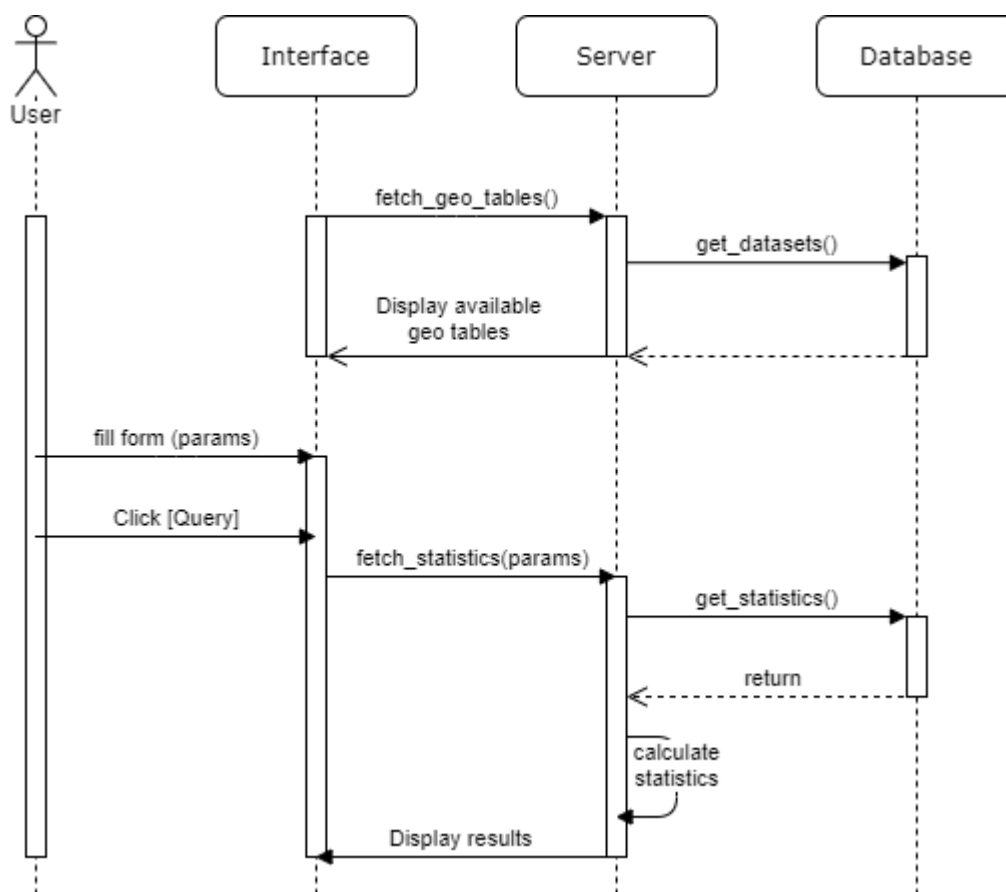 Interface
Server
Database
User
fetch_geo_tables()
get_datasets()
Display available
geo tables
fill form (params)
Click [Query]
fetch_statistics(params)
get_statistics()
return
calculate
statistics
Display results